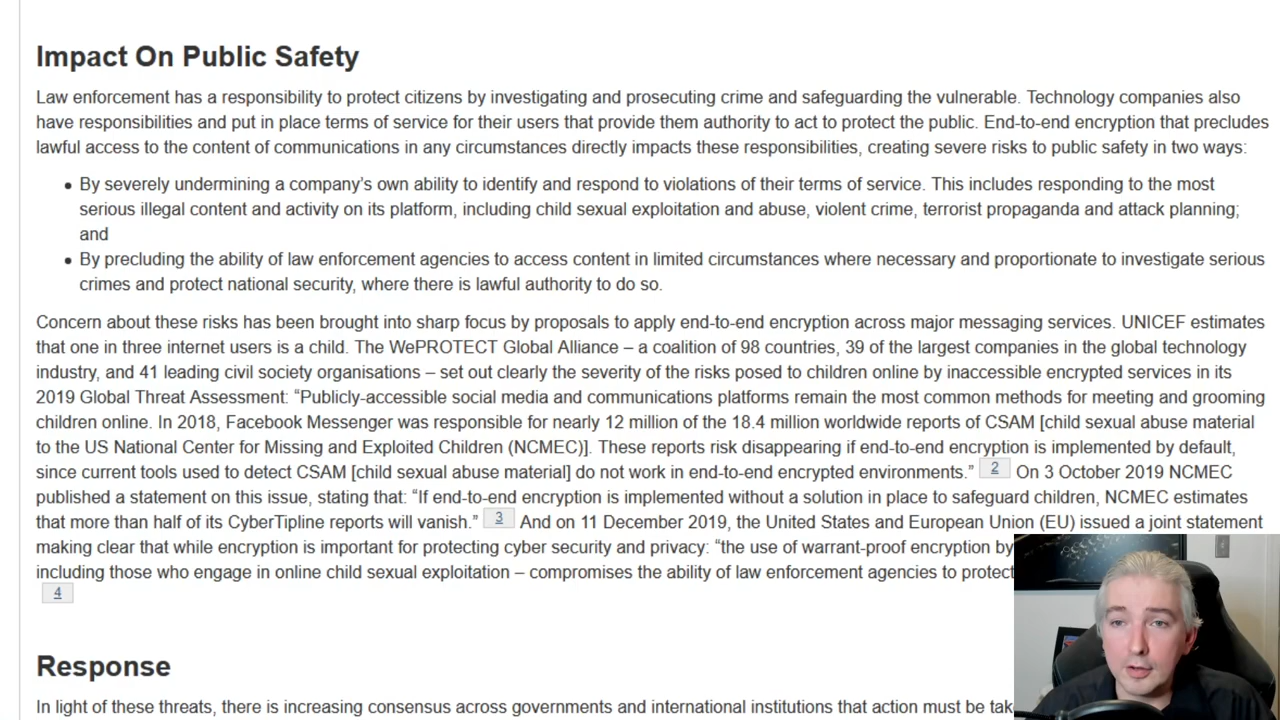 Impact On Public Safety
Law enforcement has a responsibility to protect citizens by investigating and prosecuting crime and safeguarding the vulnerable. Technology companies also
have responsibilities and put in place terms of service for their users that provide them authority to act to protect the public. End-to-end encryption that precludes
lawful access to the content of communications in any circumstances directly impacts these responsibilities, creating severe risks to public safety in two ways:
• By severely undermining a company's own ability to identify and respond to violations of their terms of service. This includes responding to the most
serious illegal content and activity on its platform, including child sexual exploitation and abuse, violent crime, terrorist propaganda and attack planning;
and
• By precluding the ability of law enforcement agencies to access content in limited circumstances where necessary and proportionate to investigate serious
crimes and protect national security, where there is lawful authority to do so.
Concern about these risks has been brought into sharp focus by proposals to apply end-to-end encryption across major messaging services. UNICEF estimates
that one in three internet users is a child. The WePROTECT Global Alliance – a coalition of 98 countries, 39 of the largest companies in the global technology
industry, and 41 leading civil society organisations – set out clearly the severity of the risks posed to children online by inaccessible encrypted services in its
2019 Global Threat Assessment: “Publicly-accessible social media and communications platforms remain the most common methods for meeting and grooming
children online. In 2018, Facebook Messenger was responsible for nearly 12 million of the 18.4 million worldwide reports of CSAM [child sexual abuse material
to the US National Center for Missing and Exploited Children (NCMEC)]. These reports risk disappearing if end-to-end encryption is implemented by default,
since current tools used to detect CSAM [child sexual abuse material] do not work in end-to-end encrypted environments.” 2 On 3 October 2019 NCMEC
published a statement on this issue, stating that: “If end-to-end encryption is implemented without a solution in place to safeguard children, NCMEC estimates
that more than half of its CyberTipline reports will vanish.” 3 And on 11 December 2019, the United States and European Union (EU) issued a joint statement
making clear that while encryption is important for protecting cyber security and privacy: “the use of warrant-proof encryption by
including those who engage in online child sexual exploitation – compromises the ability of law enforcement agencies to protect
4
Response
In light of these threats, there is increasing consensus across governments and international institutions that action must be tak